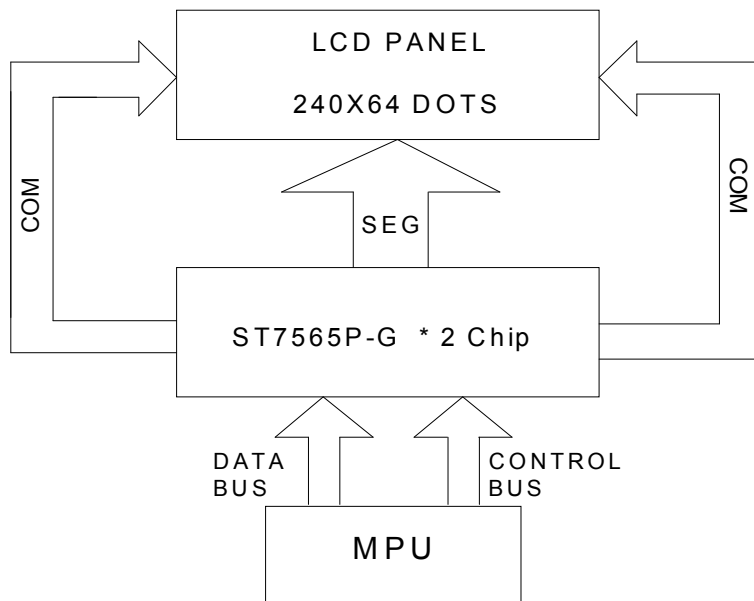 LCD PANEL
240X64 DOTS
COM
COM
SEG
ST7565P-G * 2 Chip
DATA
BUS
CONTROL
BUS
MPU